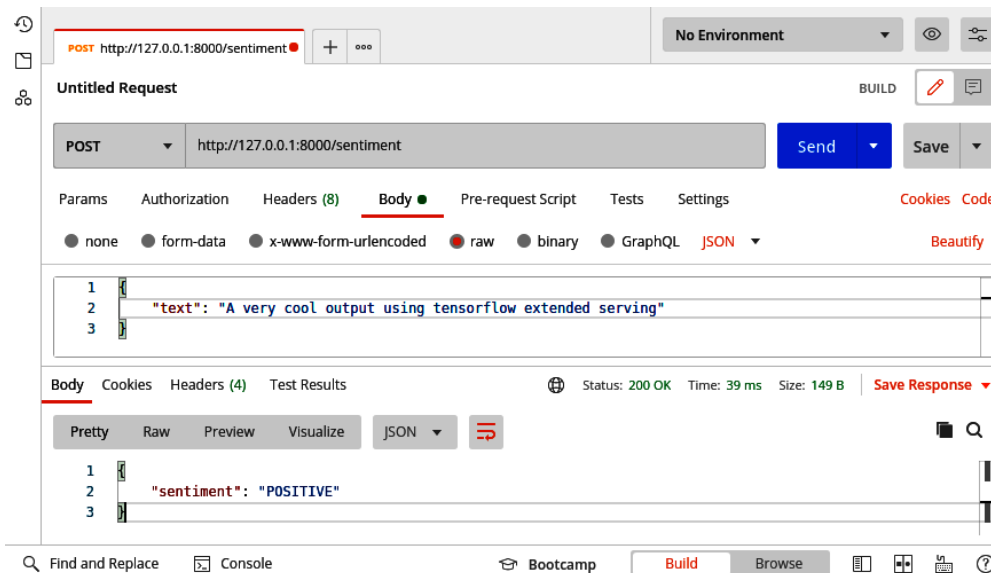 POST http://127.0.0.1:8000/sentiment
No Environment
Untitled Request
BUILD
POST http://127.0.0.1:8000/sentiment Send Save
Params Authorization Headers (8) Body Pre-request Script Tests Settings Cookies Code
none form-data x-www-form-urlencoded raw binary GraphQL JSON Beautify
1 {
2 "text": "A very cool output using tensorflow extended serving"
3 }
Body Cookies Headers (4) Test Results Status: 200 OK Time: 39 ms Size: 149 B Save Response
Pretty Raw Preview Visualize JSON
1 {
2 "sentiment": "POSITIVE"
3 }
Find and Replace Console Bootcamp Build Browse